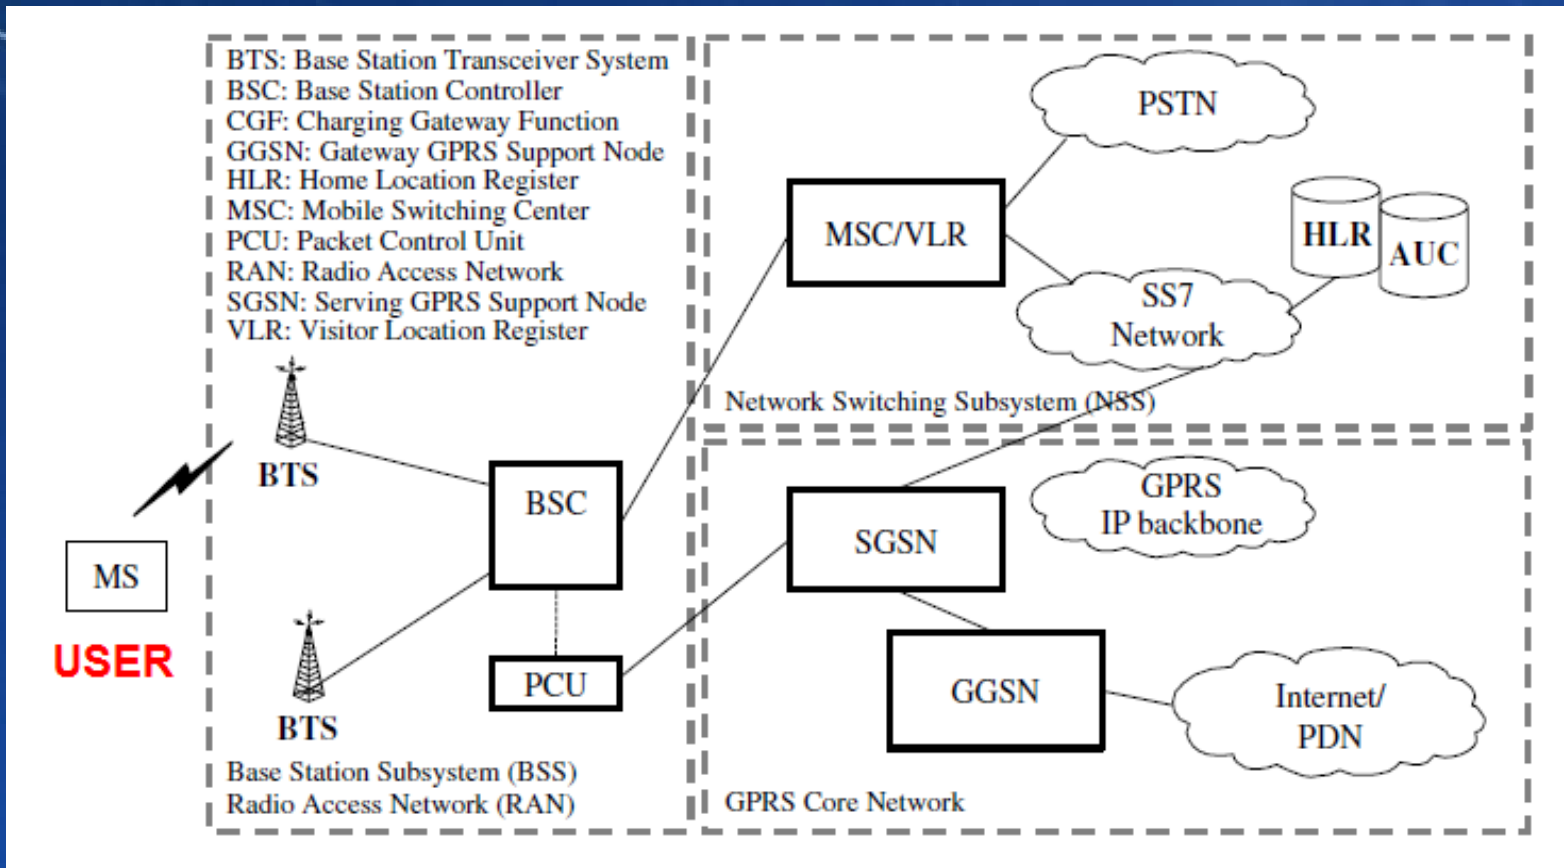 BTS: Base Station Transceiver System
BSC: Base Station Controller
CGF: Charging Gateway Function
GGSN: Gateway GPRS Support Node
HLR: Home Location Register
MSC: Mobile Switching Center
PCU: Packet Control Unit
RAN: Radio Access Network
SGSN: Serving GPRS Support Node
VLR: Visitor Location Register
BTS
MS
USER
BTS
BSC
PCU
Base Station Subsystem (BSS)
Radio Access Network (RAN)
PSTN
MSC/VLR
HLR
AUC
SS7
Network
Network Switching Subsystem (NSS)
GPRS
IP backbone
SGSN
GGSN
Internet/
PDN
GPRS Core Network